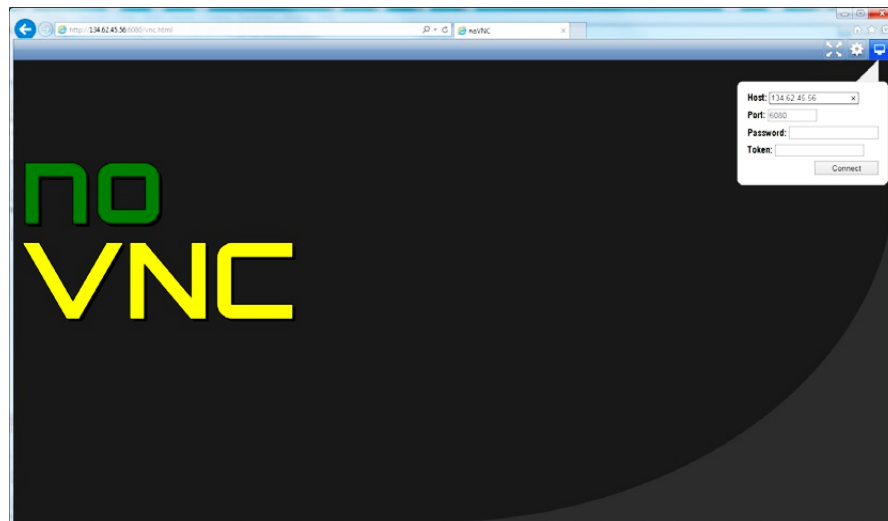 http://134.62.45.56:6080/vnc.html
noVNC
Host: 134.62.45.56
Port: 6080
Password:
Token:
Connect
no
VNC